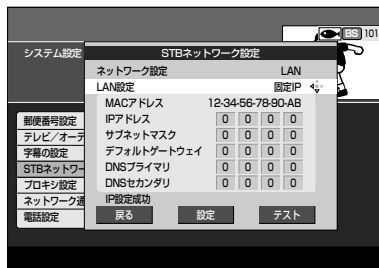 BS 101
システム設定
STBネットワーク設定
ネットワーク設定 LAN
LAN設定 固定IP
MACアドレス 12-34-56-78-90-AB
IPアドレス 0 0 0 0
サブネットマスク 0 0 0 0
デフォルトゲートウェイ 0 0 0 0
DNSプライマリ 0 0 0 0
DNSセカンダリ 0 0 0 0
IP設定成功
戻る 設定 テスト
郵便番号設定
テレビ/オーデ
字幕の設定
STBネットワー
プロキシ設定
ネットワーク通
電話設定